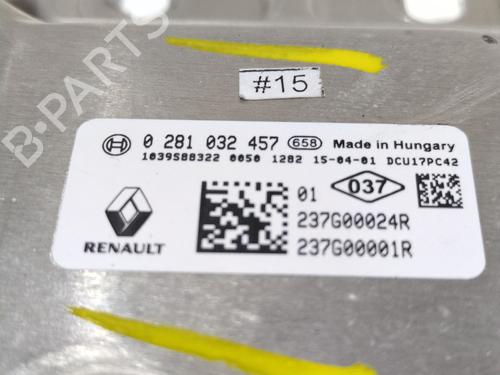 #15
0 281 032 457 658 Made in Hungary
1039S88322 0050 1282 15-04-01 DCU17PC42
01 037
237G00024R
RENAULT 237G00001R
B-PARTS